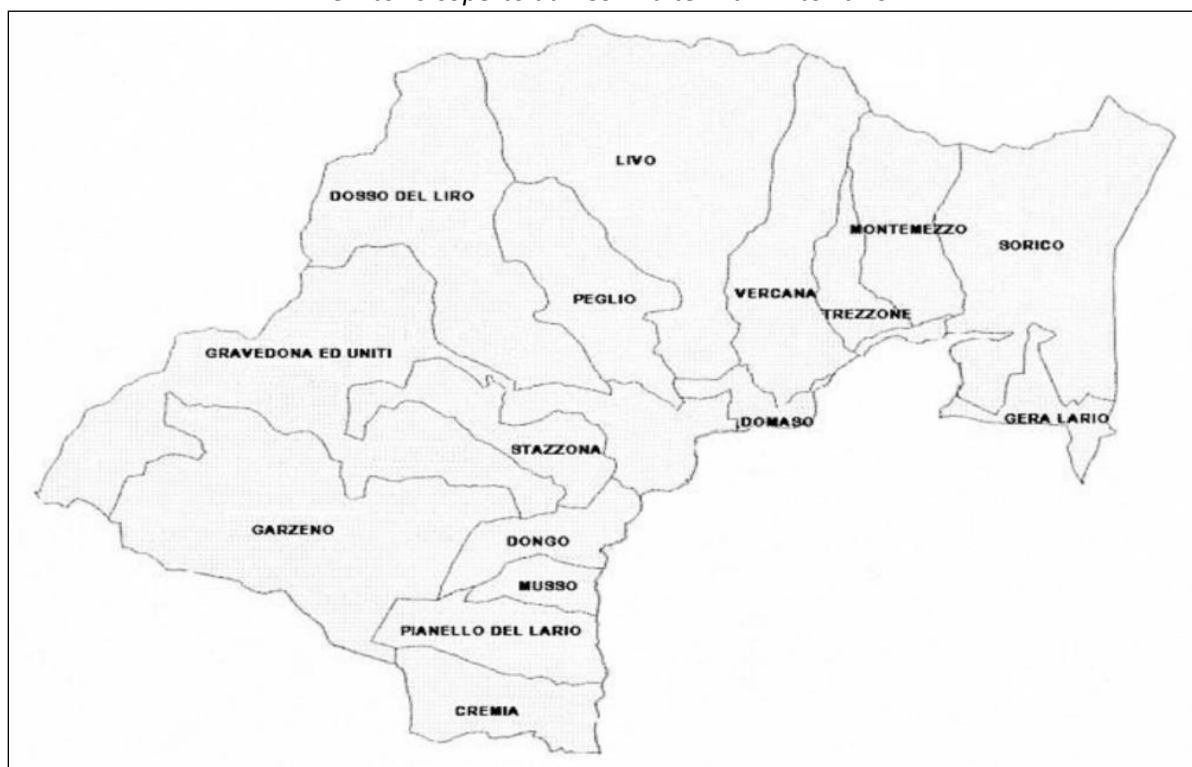 LIVO
DOSSO DEL LIRO
MONTEMEZZO
SORICO
PEGLIO
VERCANA
TREZZONE
GRAVEDONA ED UNITI
DOMASO
GERA LARIO
STAZZONA
GARZENO
DONGO
MUSSO
PIANELLO DEL LARIO
CREMIA